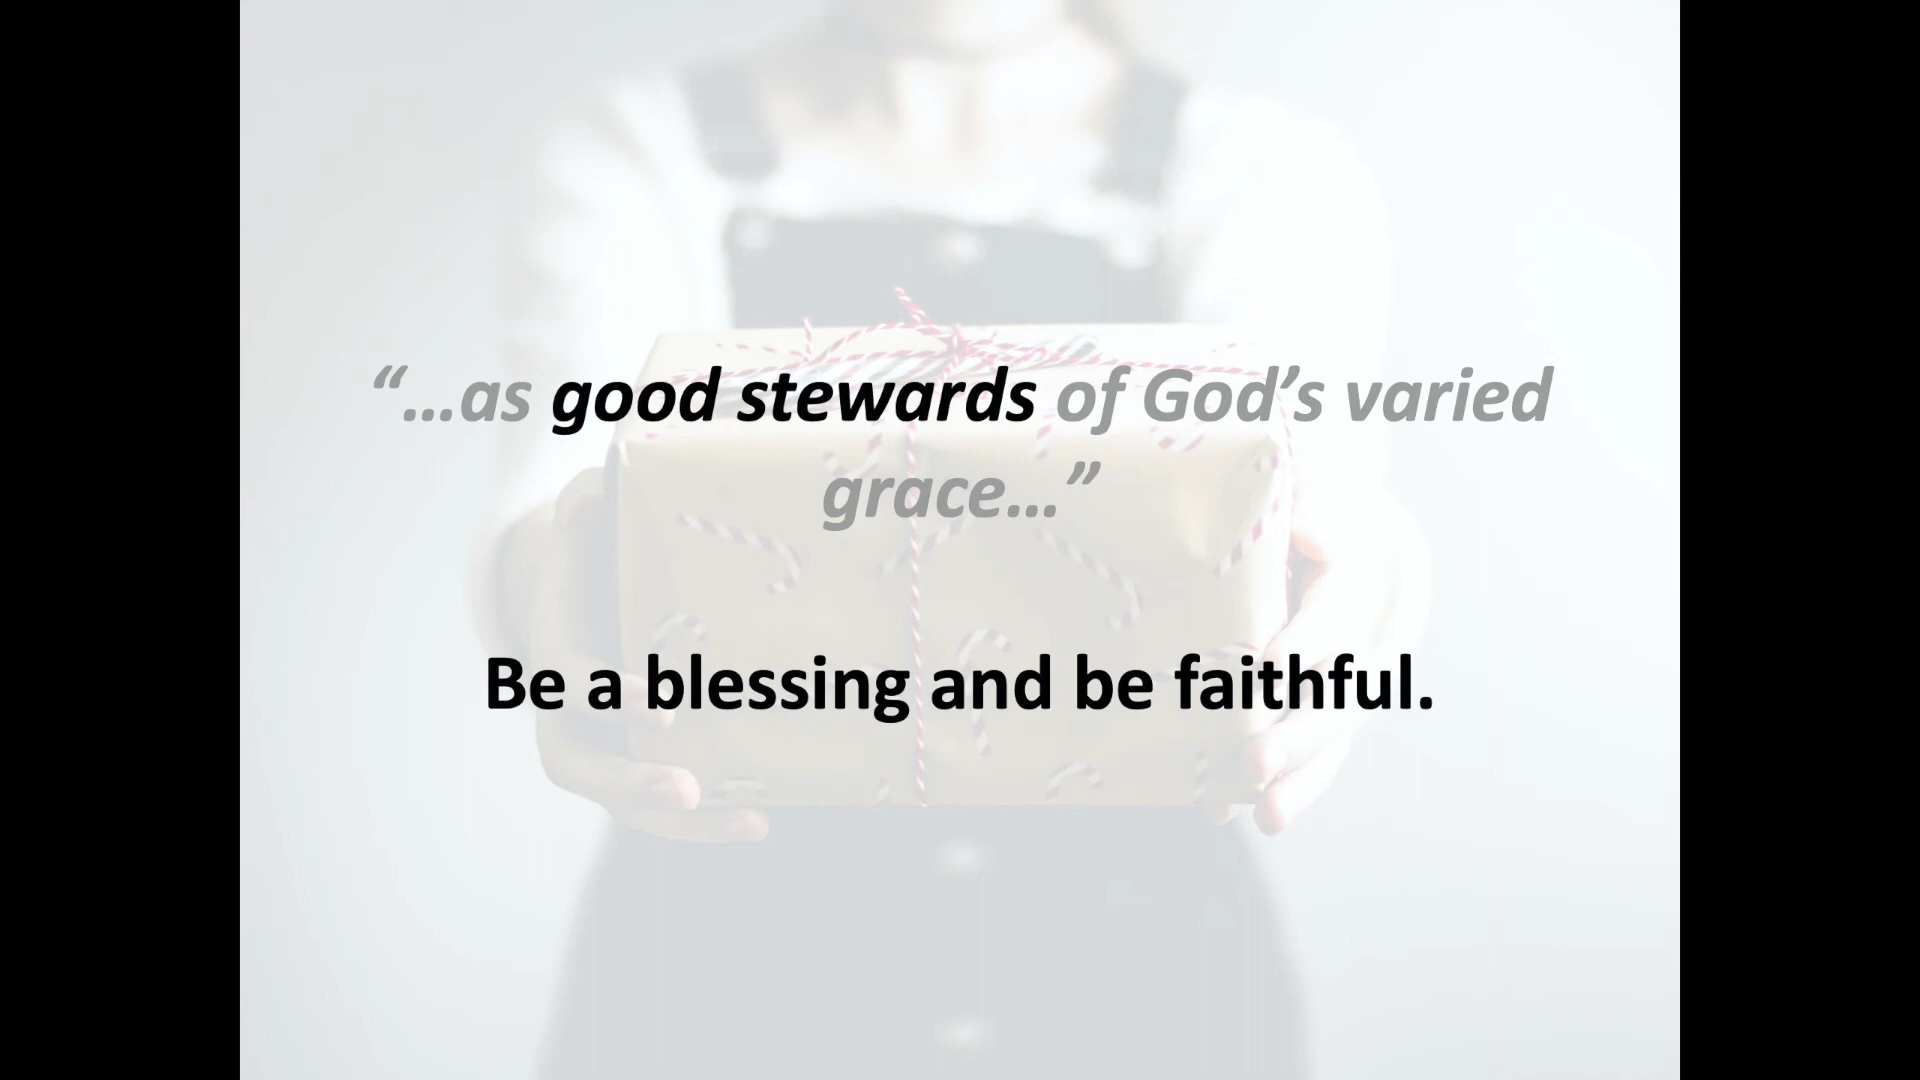 “…as good stewards of God’s varied
grace…”
Be a blessing and be faithful.